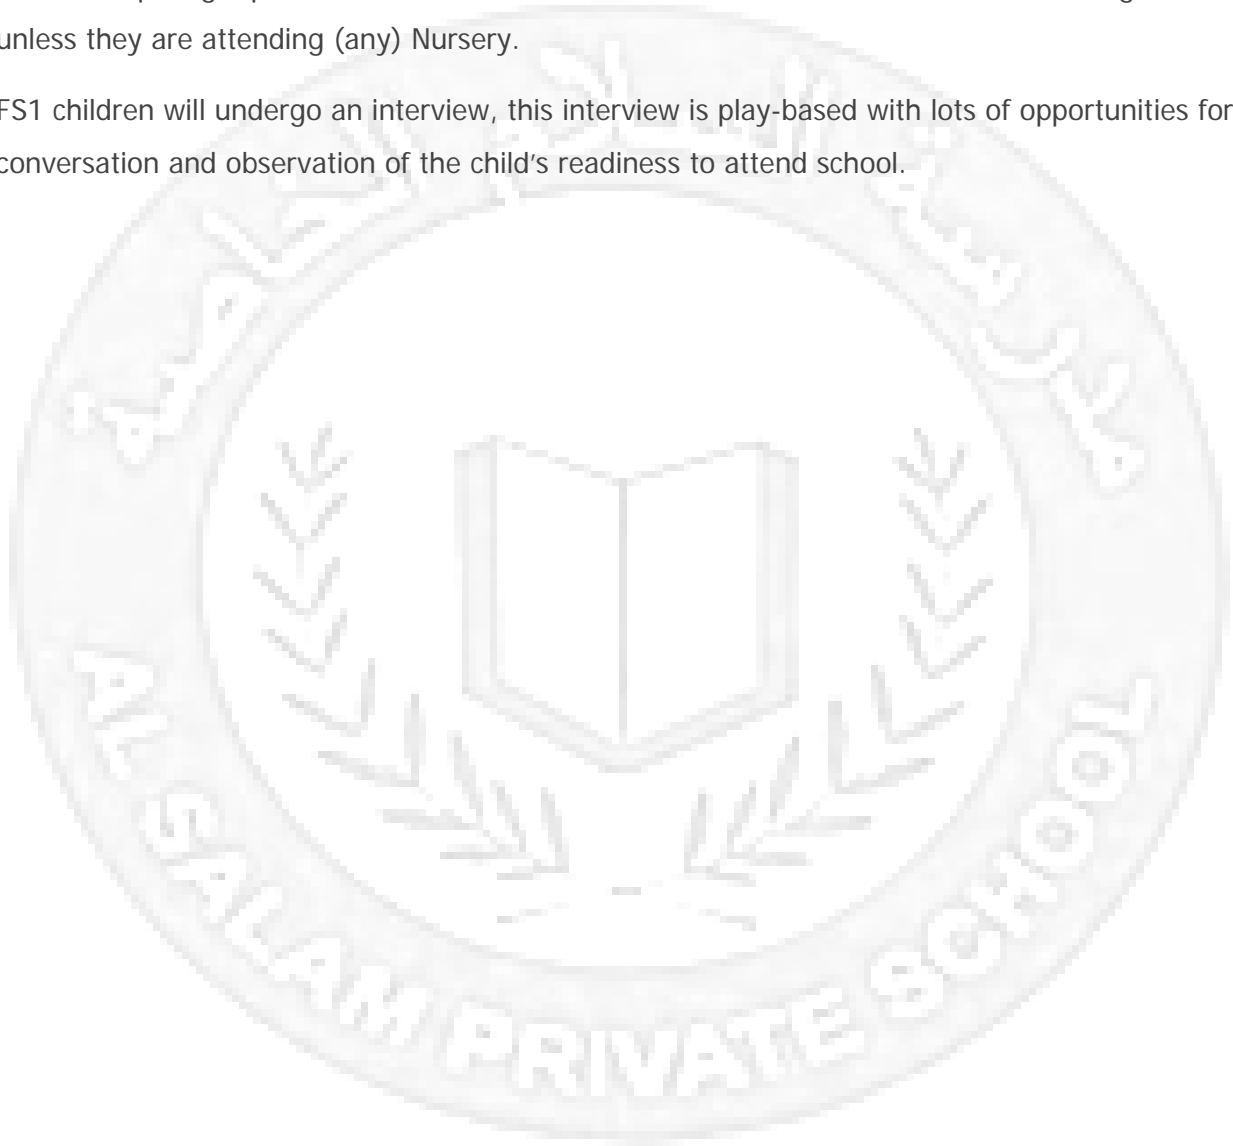 unless they are attending (any) Nursery.
FS1 children will undergo an interview, this interview is play-based with lots of opportunities for
conversation and observation of the child's readiness to attend school.
AL SALAM PRIVATE SCHOOL